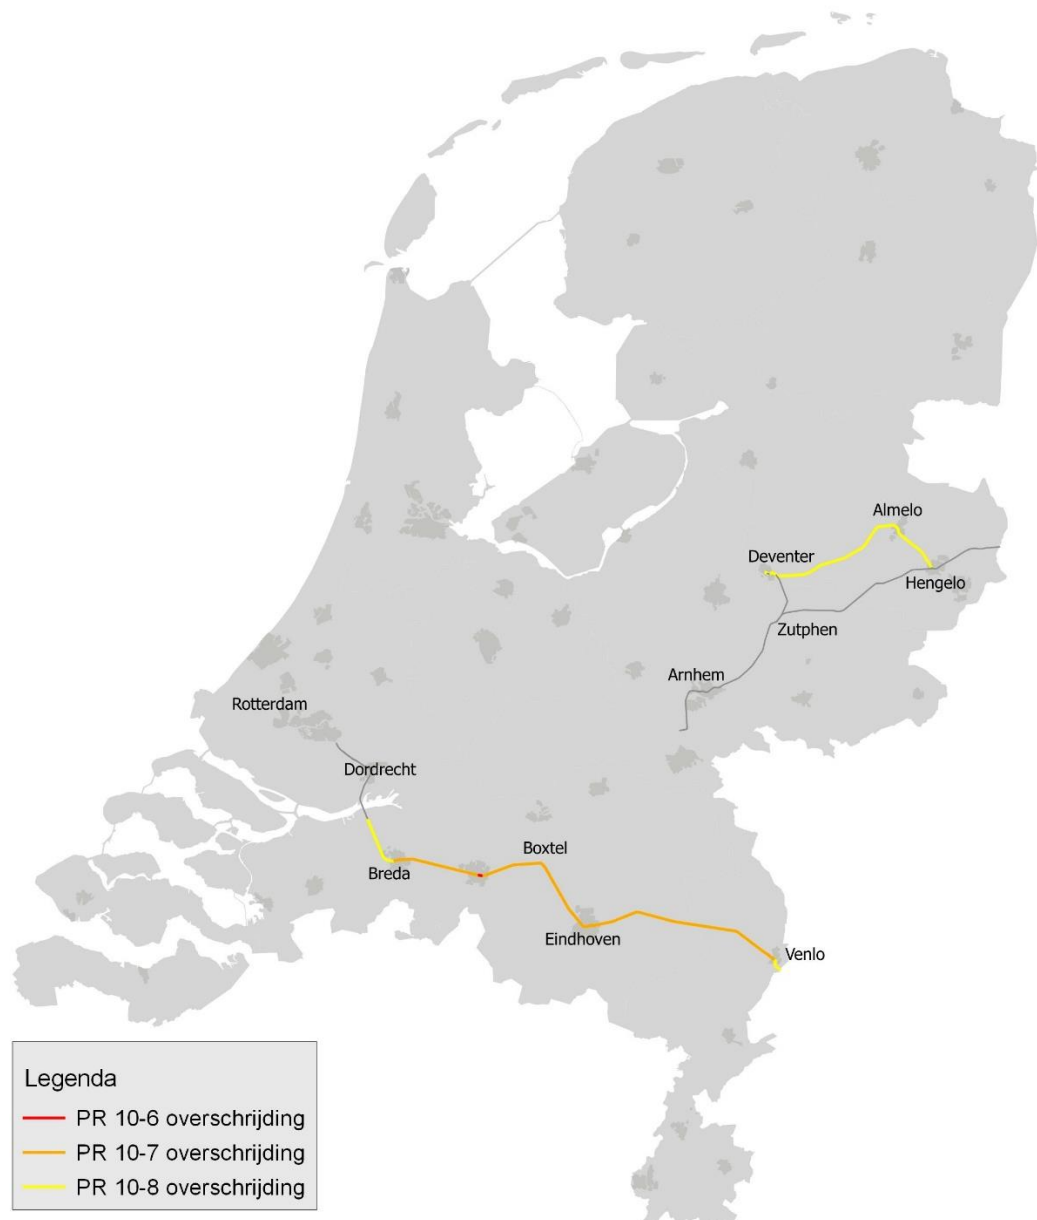 Almelo
Deventer
Hengelo
Zutphen
Arnhem
Rotterdam
Dordrecht
Boxtel
Breda
Eindhoven
Venlo
Legenda
PR 10-6 overschrijding
PR 10-7 overschrijding
PR 10-8 overschrijding